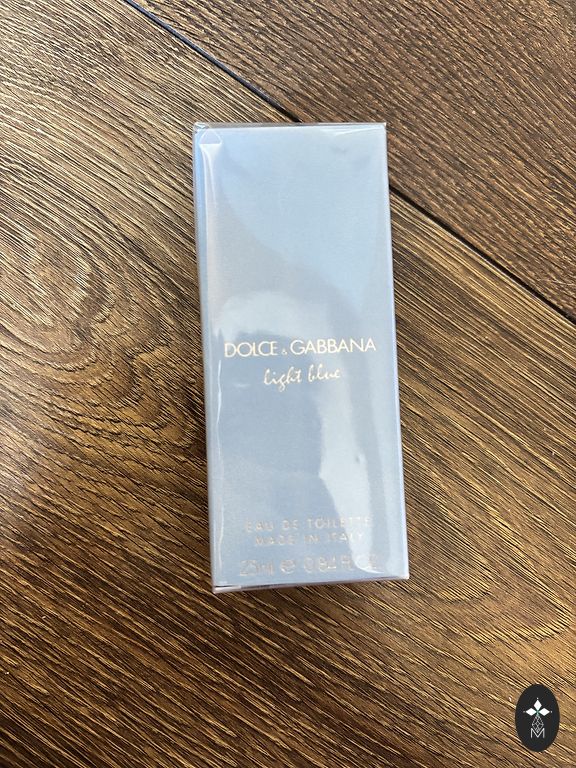 DOLCE & GABBANA
light blue
EAU DE TOILETTE
MADE IN ITALY
25ml ℮ 0.84 FL.OZ.